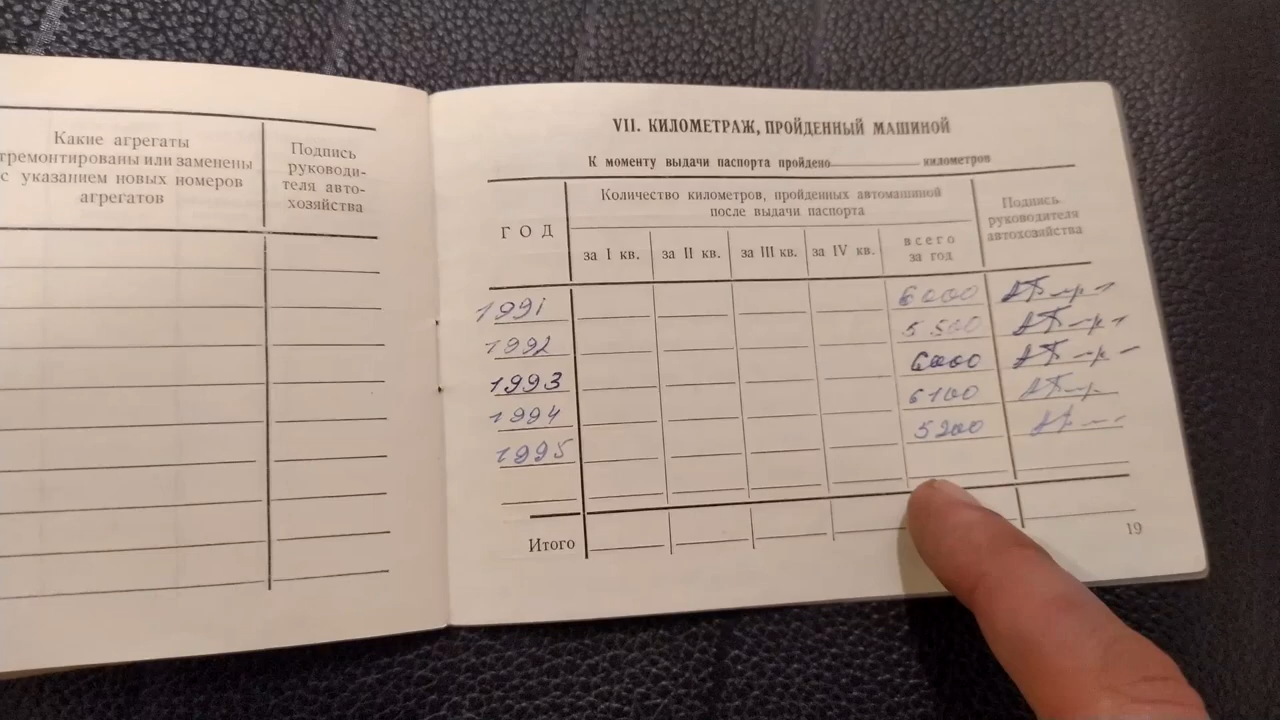 Какие агрегаты
тремонтированы или заменены
с указанием новых номеров
агрегатов
Подпись
руководи-
теля авто-
хозяйства
VII. КИЛОМЕТРАЖ, ПРОЙДЕННЫЙ МАШИНОЙ
К моменту выдачи паспорта пройдено километров
ГОД
Количество километров, пройденных автомашиной
после выдачи паспорта
Подпись
руководителя
автохозяйства
за I кв. за II кв. за III кв. за IV кв. всего
за год
1991 6000
1992 5500
1993 6000
1994 6100
1995 5200
Итого
19